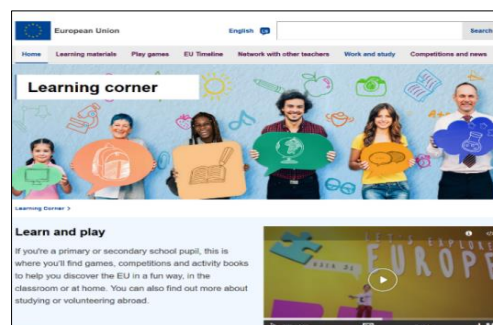 European Union
English
Search
Home Learning materials Play games EU Timeline Network with other teachers Work and study Competitions and news
Learning corner
Learning Corner >
Learn and play
If you're a primary or secondary school pupil, this is
where you'll find games, competitions and activity books
to help you discover the EU in a fun way, in the
classroom or at home. You can also find out more about
studying or volunteering abroad.
LET'S EXPLORE
EUROPE